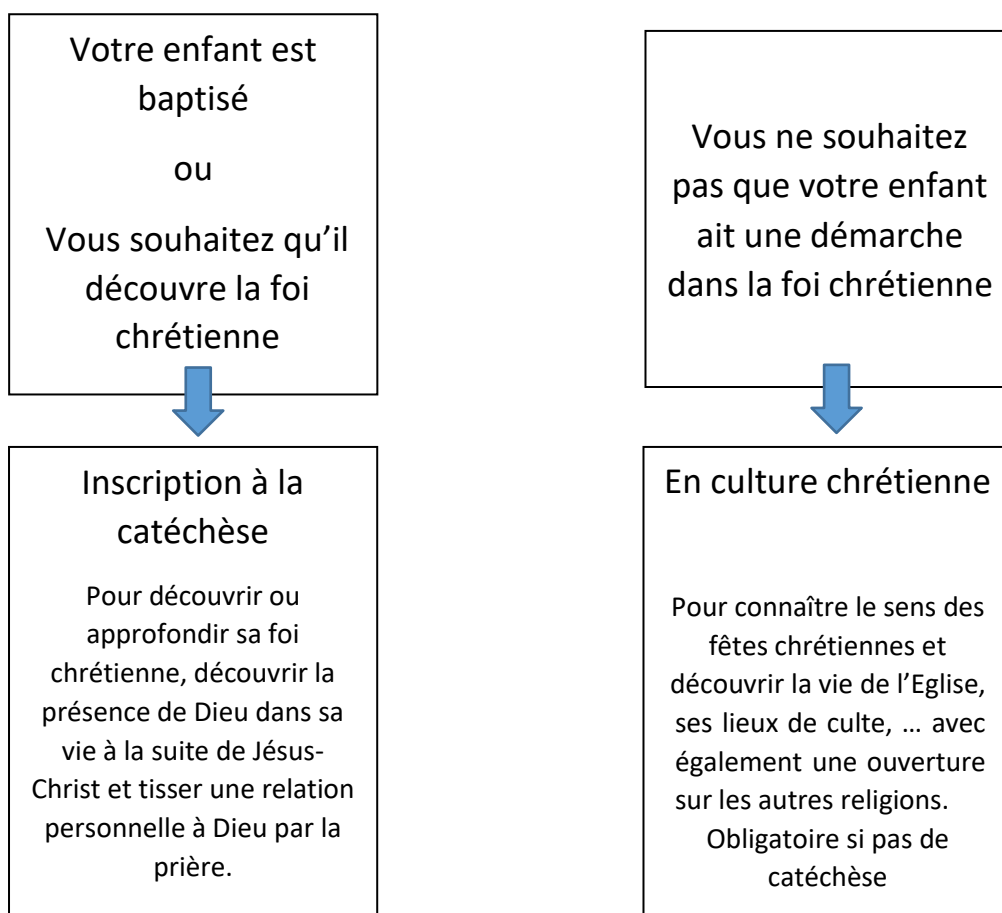 Votre enfant est
baptisé
ou
Vous souhaitez qu’il
découvre la foi
chrétienne
Vous ne souhaitez
pas que votre enfant
ait une démarche
dans la foi chrétienne
Inscription à la
catéchèse
Pour découvrir ou
approfondir sa foi
chrétienne, découvrir la
présence de Dieu dans sa
vie à la suite de Jésus-
Christ et tisser une relation
personnelle à Dieu par la
prière.
En culture chrétienne
Pour connaître le sens des
fêtes chrétiennes et
découvrir la vie de l’Eglise,
ses lieux de culte, … avec
également une ouverture
sur les autres religions.
Obligatoire si pas de
catéchèse